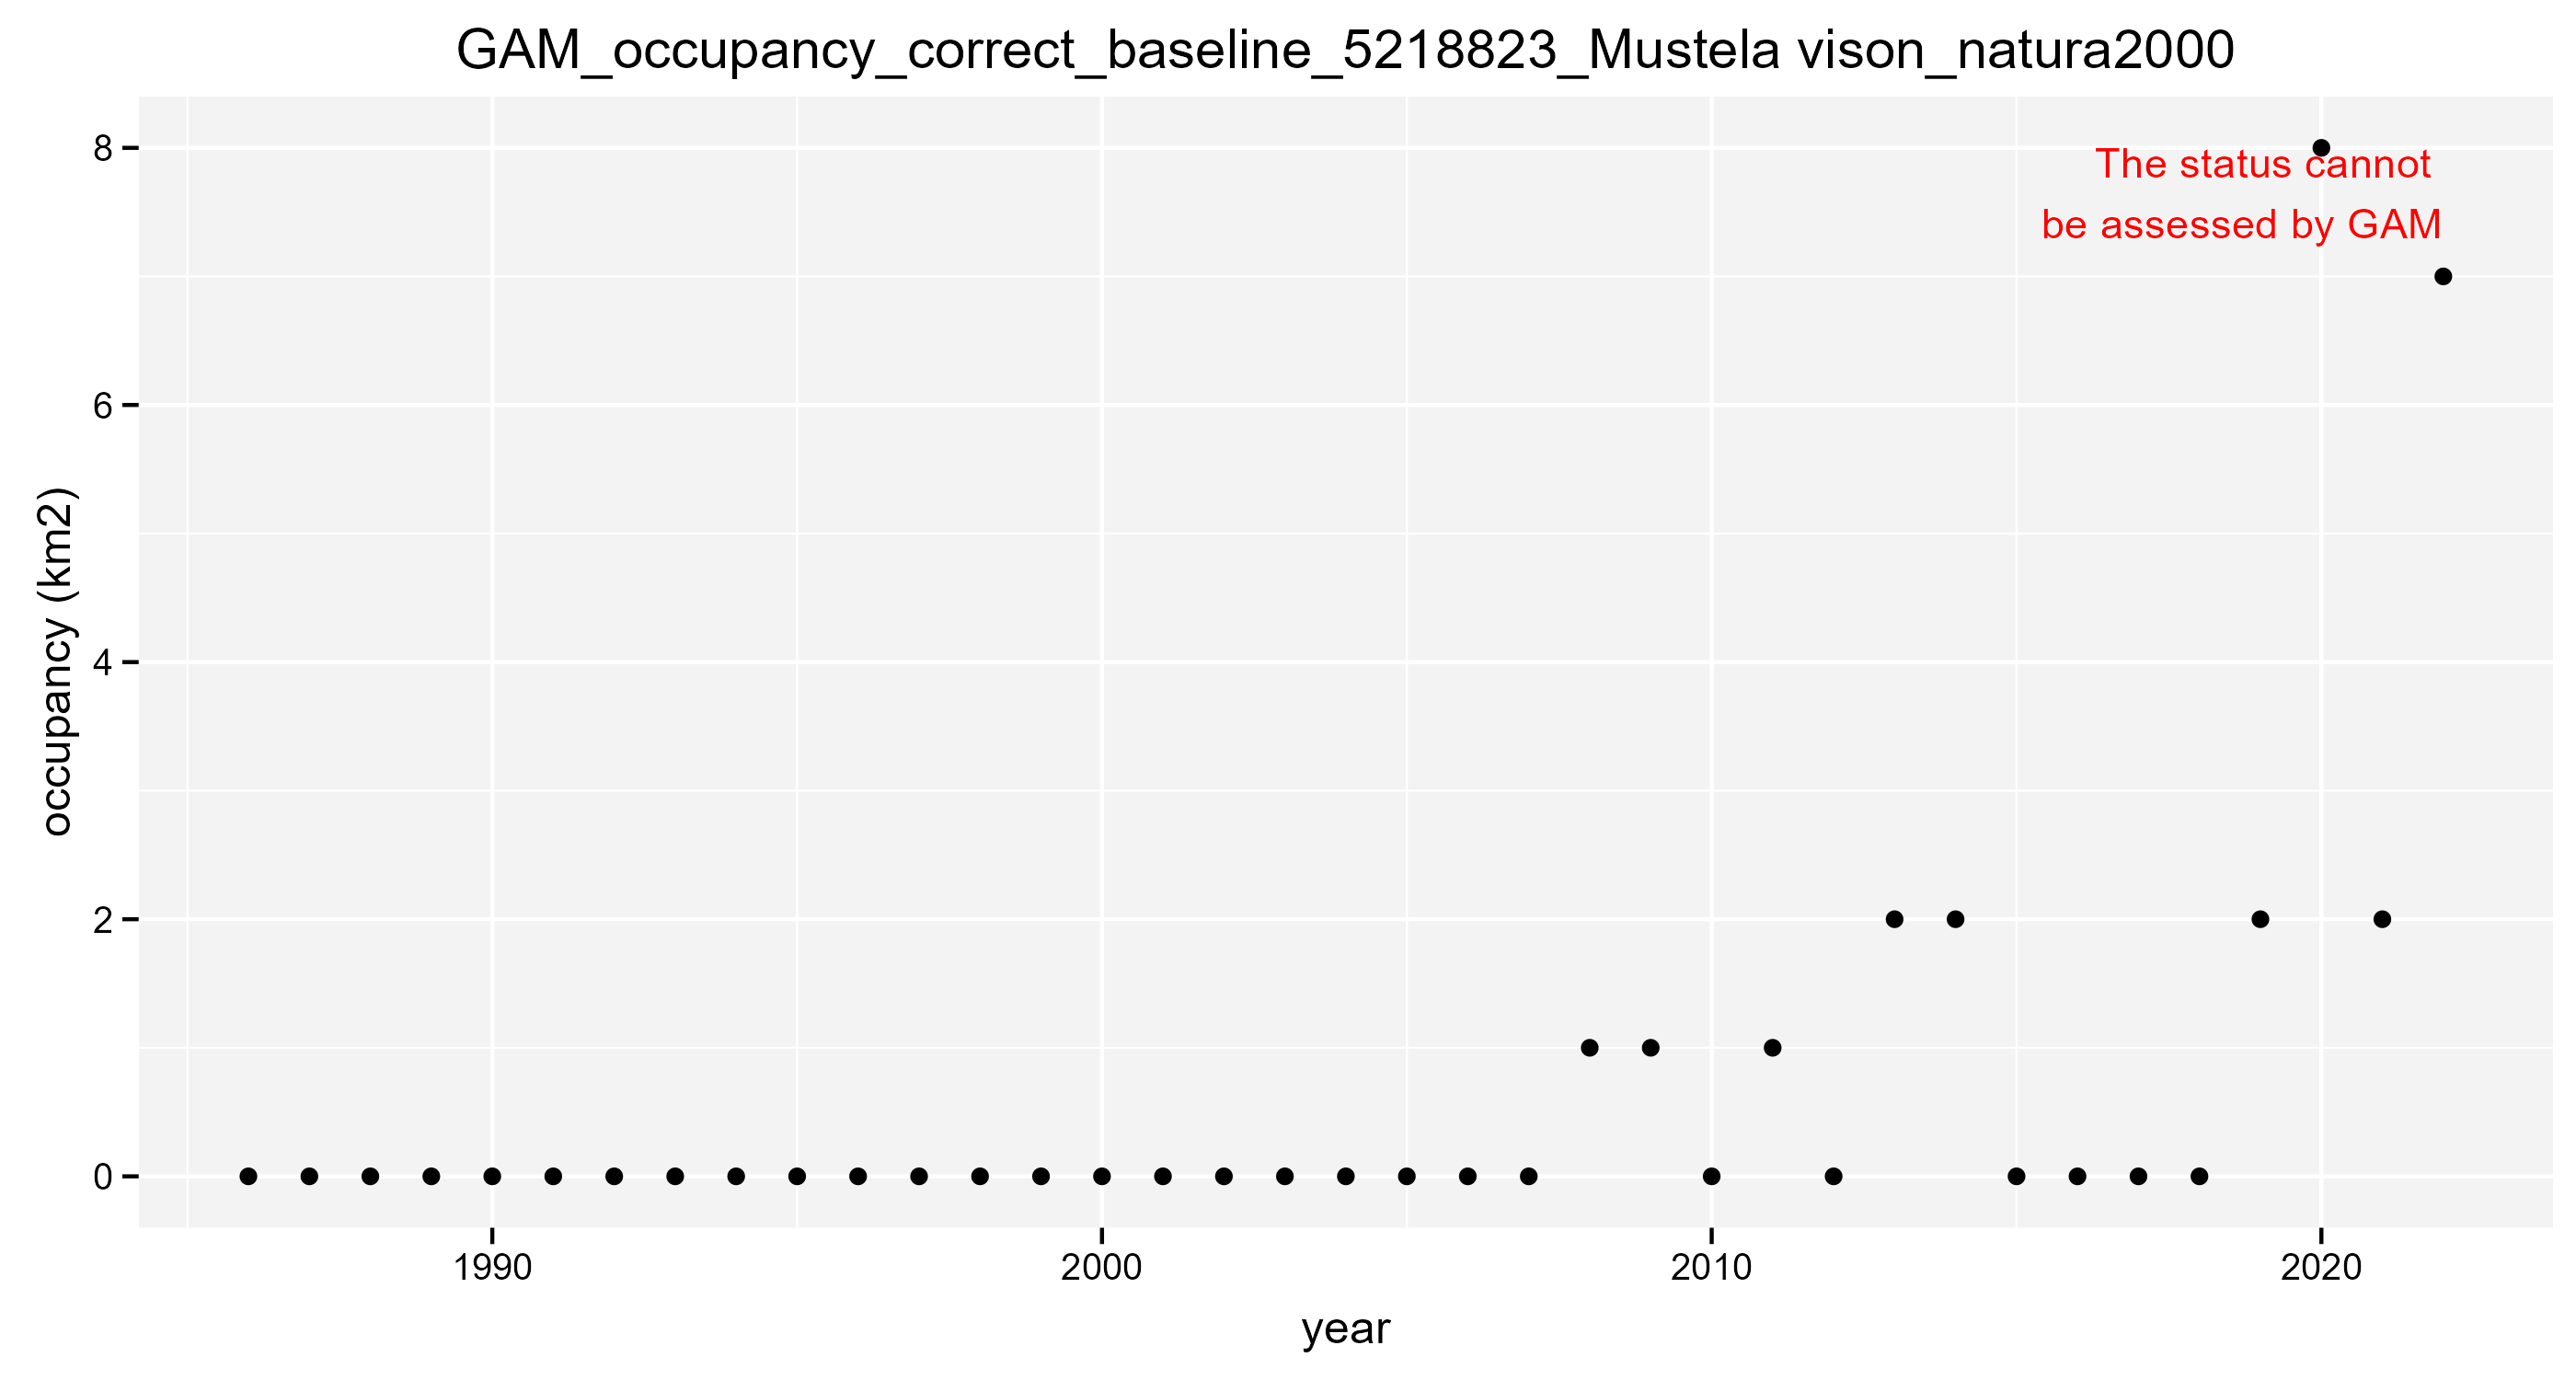 GAM_occupancy_correct_baseline_5218823_Mustela vison_natura2000
8
The status cannot
be assessed by GAM
6
occupancy (km2)
4
2
0
1990 2000 2010 2020
year